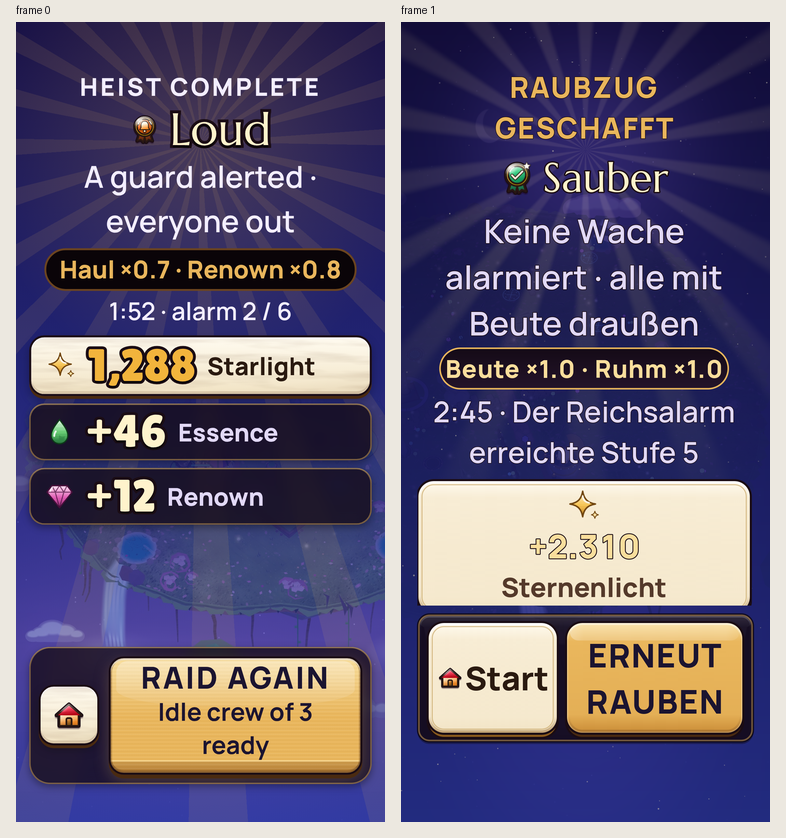 frame 0
HEIST COMPLETE
Loud
A guard alerted ·
everyone out
Haul ×0.7 · Renown ×0.8
1:52 · alarm 2 / 6
1,288 Starlight
+46 Essence
+12 Renown
RAID AGAIN
Idle crew of 3
ready
frame 1
RAUBZUG
GESCHAFFT
Sauber
Keine Wache
alarmiert · alle mit
Beute draußen
Beute ×1.0 · Ruhm ×1.0
2:45 · Der Reichsalarm
erreichte Stufe 5
+2.310
Sternenlicht
Start
ERNEUT
RAUBEN